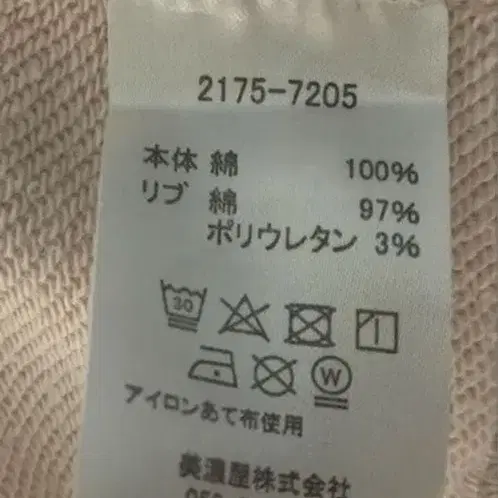 2175-7205
本体 綿 100%
リブ 綿 97%
ポリウレタン 3%
30
W
アイロンあて布使用
美濃屋株式会社